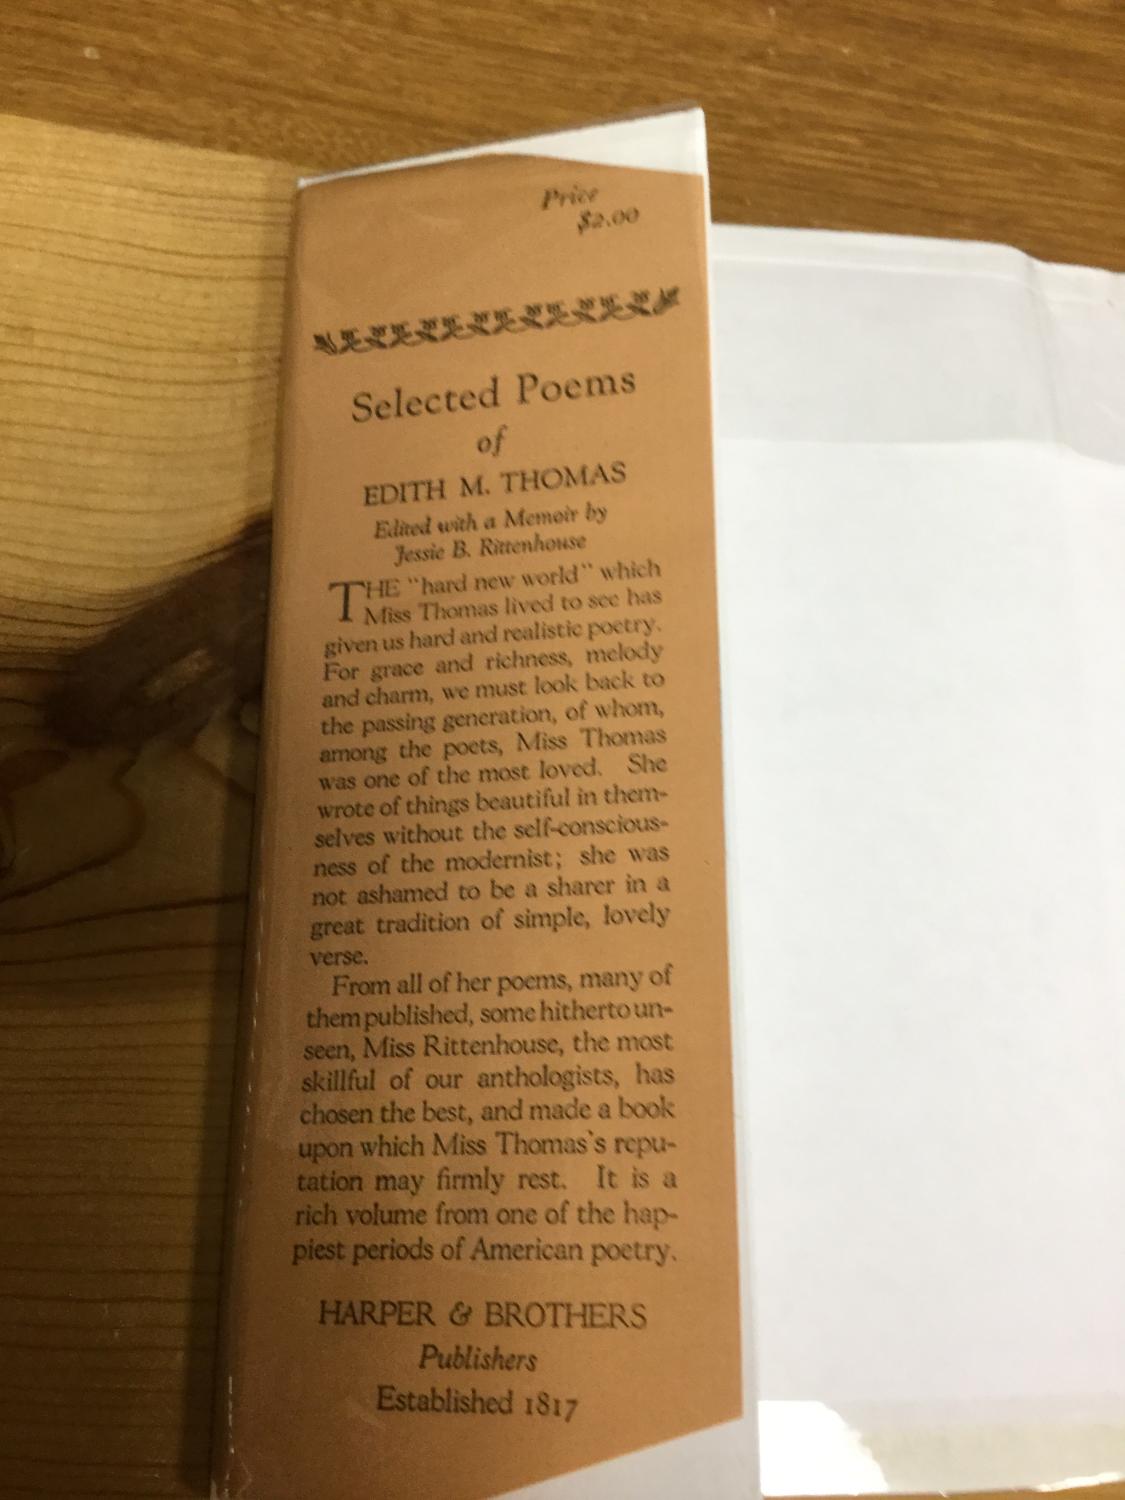 Price
$2.00
Selected Poems
of
EDITH M. THOMAS
Edited with a Memoir by
Jessie B. Rittenhouse
THE "hard new world" which
Miss Thomas lived to see has
given us hard and realistic poetry.
For grace and richness, melody
and charm, we must look back to
the passing generation, of whom,
among the poets, Miss Thomas
was one of the most loved. She
wrote of things beautiful in them-
selves without the self-conscious-
ness of the modernist; she was
not ashamed to be a sharer in a
great tradition of simple, lovely
verse.
From all of her poems, many of
them published, some hitherto un-
seen, Miss Rittenhouse, the most
skillful of our anthologists, has
chosen the best, and made a book
upon which Miss Thomas's repu-
tation may firmly rest. It is a
rich volume from one of the hap-
piest periods of American poetry.
HARPER & BROTHERS
Publishers
Established 1817